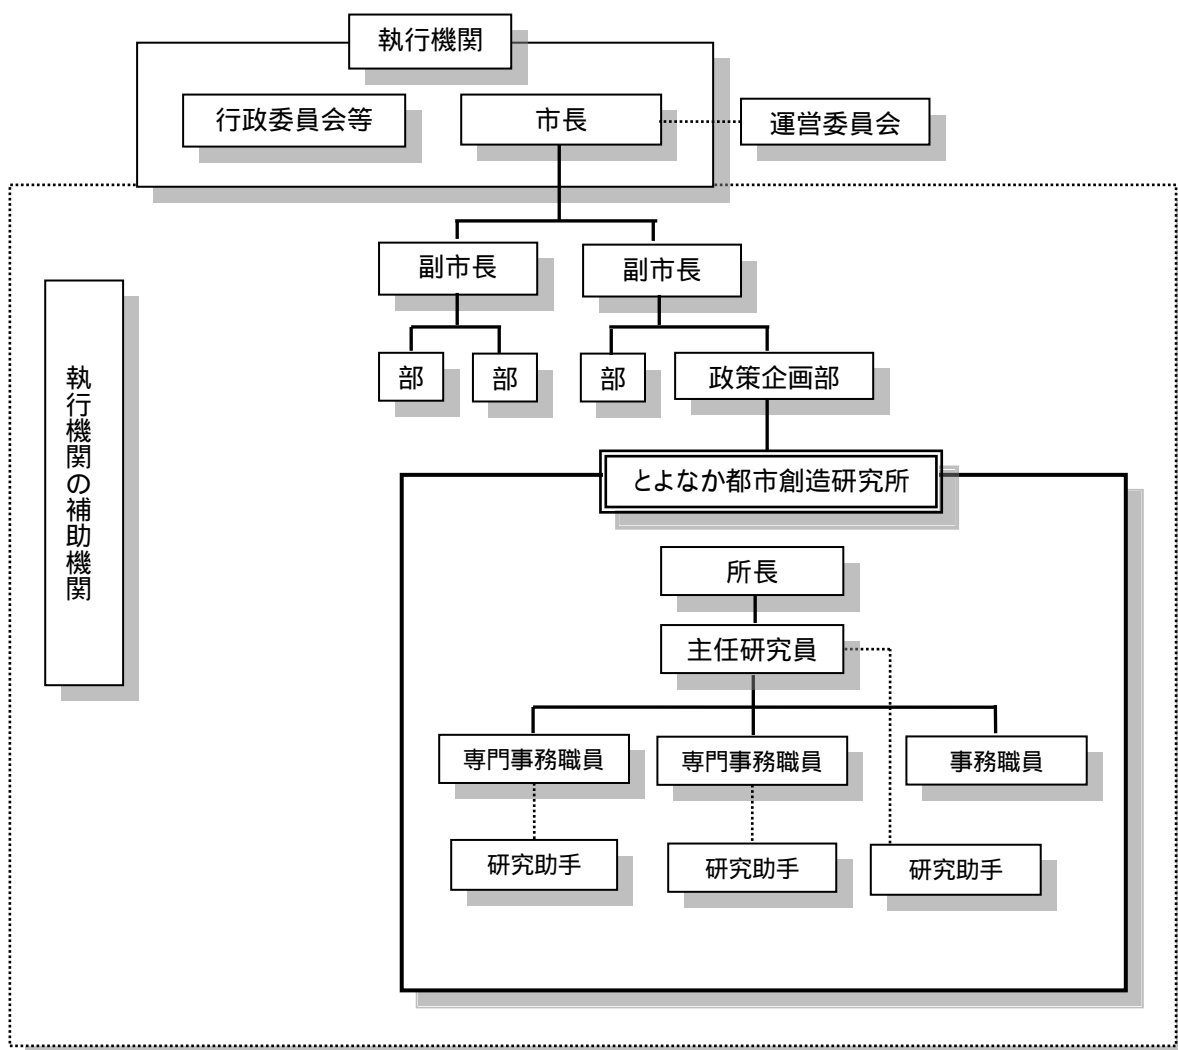 執行機関
行政委員会等
市長
運営委員会
副市長
副市長
部
部
部
政策企画部
執行機関の補助機関
とよなか都市創造研究所
所長
主任研究員
専門事務職員
専門事務職員
事務職員
研究助手
研究助手
研究助手